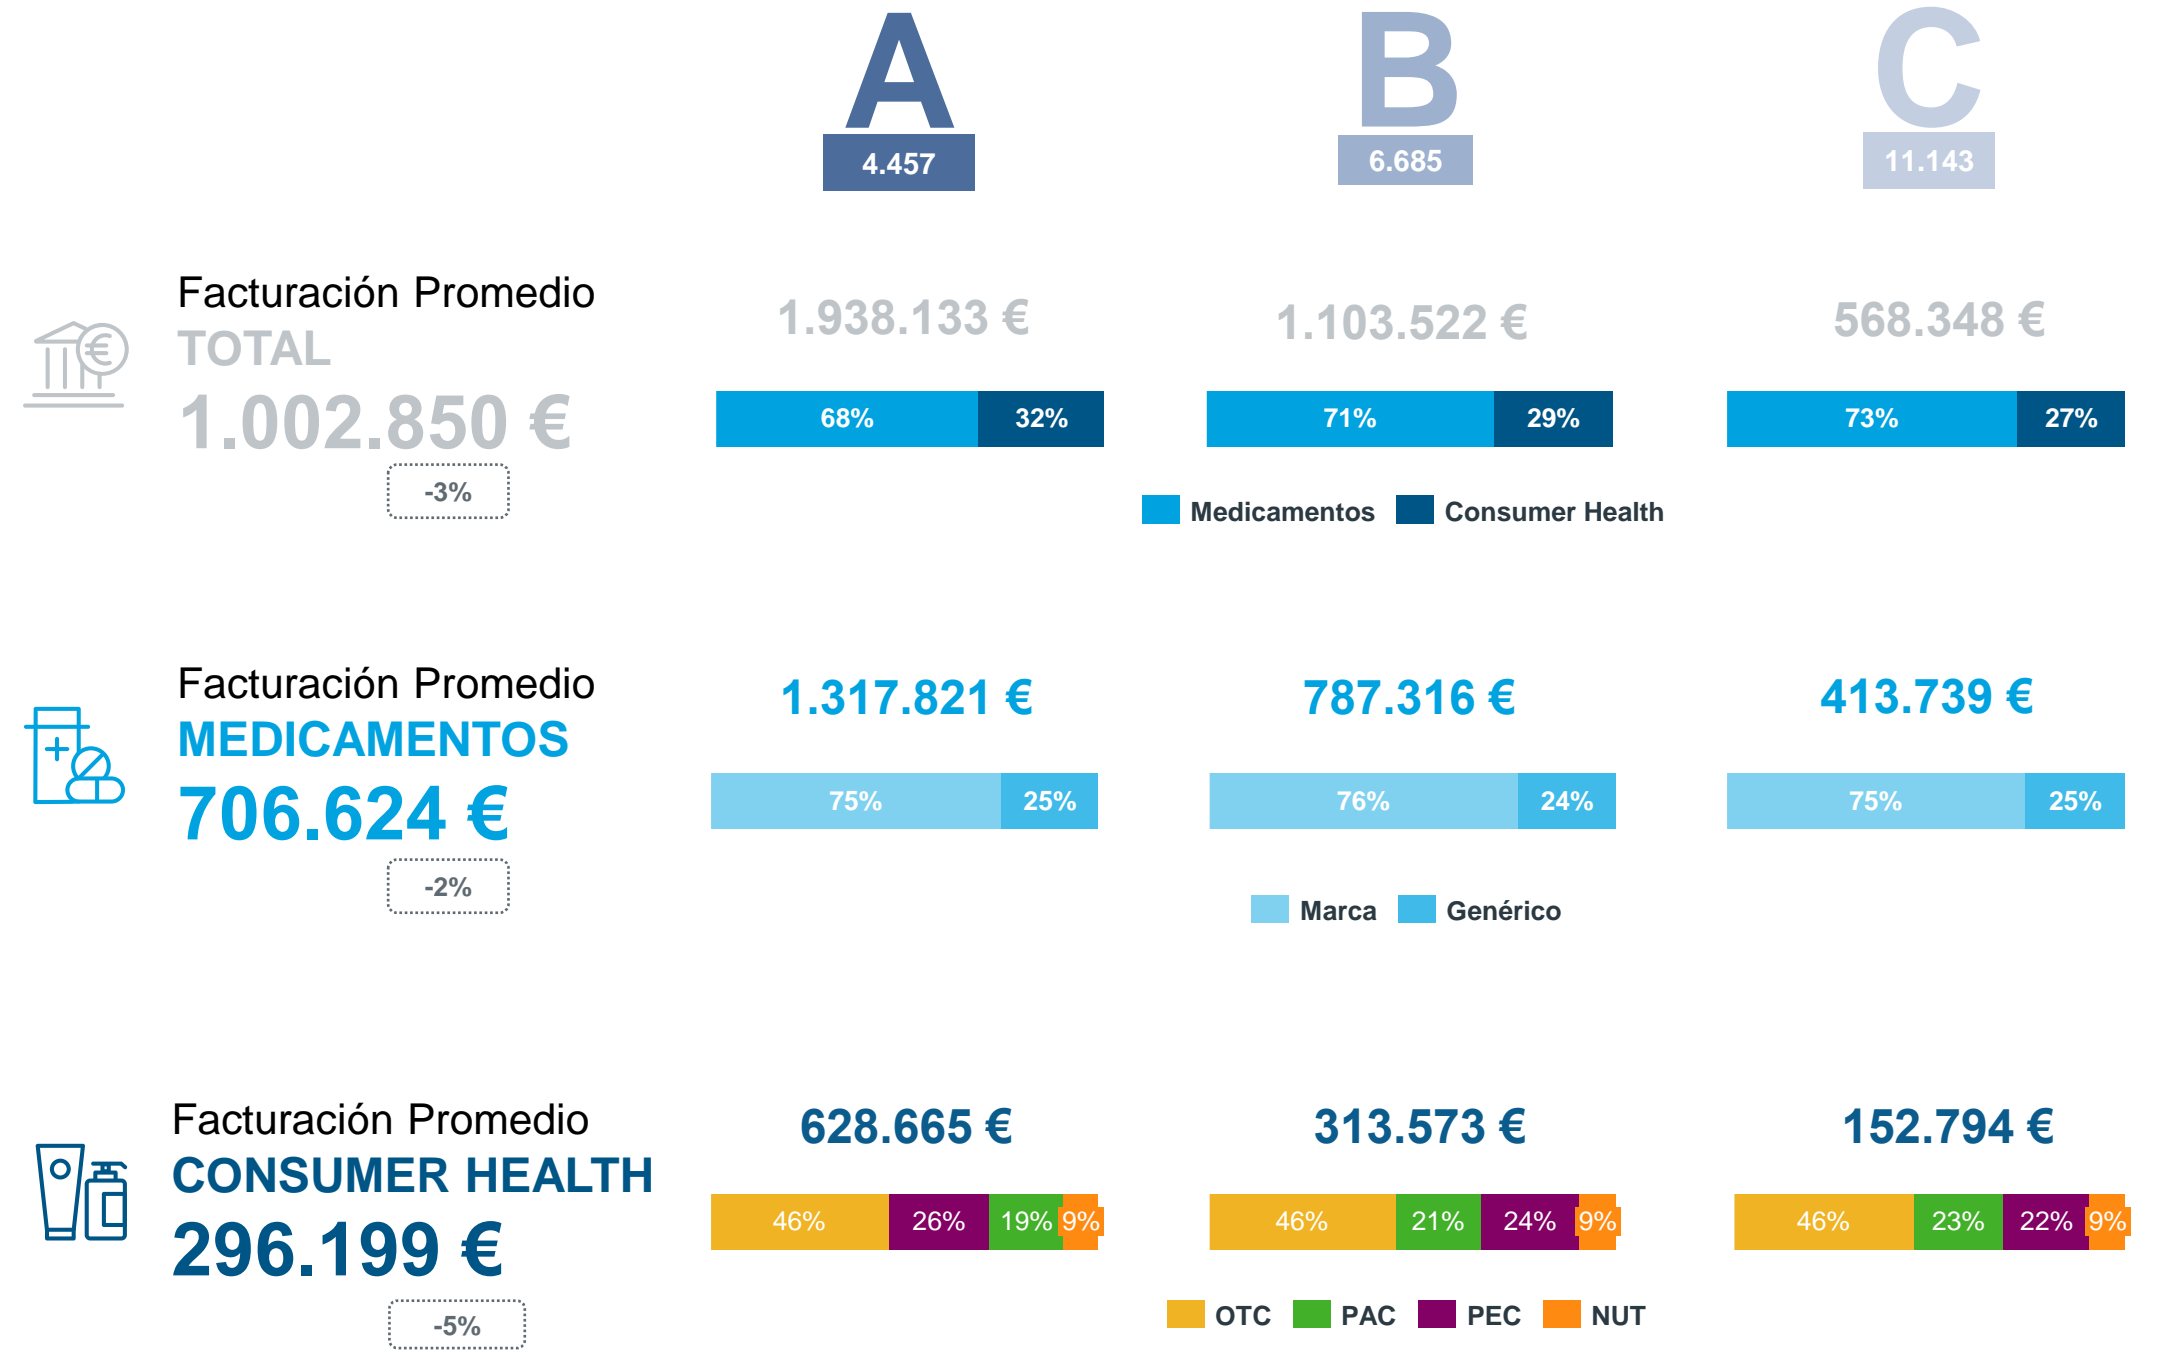 A
B
C
4.457
6.685
11.143
Facturación Promedio
TOTAL
1.002.850 €
-3%
1.938.133 €
1.103.522 €
568.348 €
68% 32%
71% 29%
73% 27%
Medicamentos Consumer Health
Facturación Promedio
MEDICAMENTOS
706.624 €
-2%
1.317.821 €
787.316 €
413.739 €
75% 25%
76% 24%
75% 25%
Marca Genérico
Facturación Promedio
CONSUMER HEALTH
296.199 €
-5%
628.665 €
313.573 €
152.794 €
46% 26% 19% 9%
46% 21% 24% 9%
46% 23% 22% 9%
OTC PAC PEC NUT